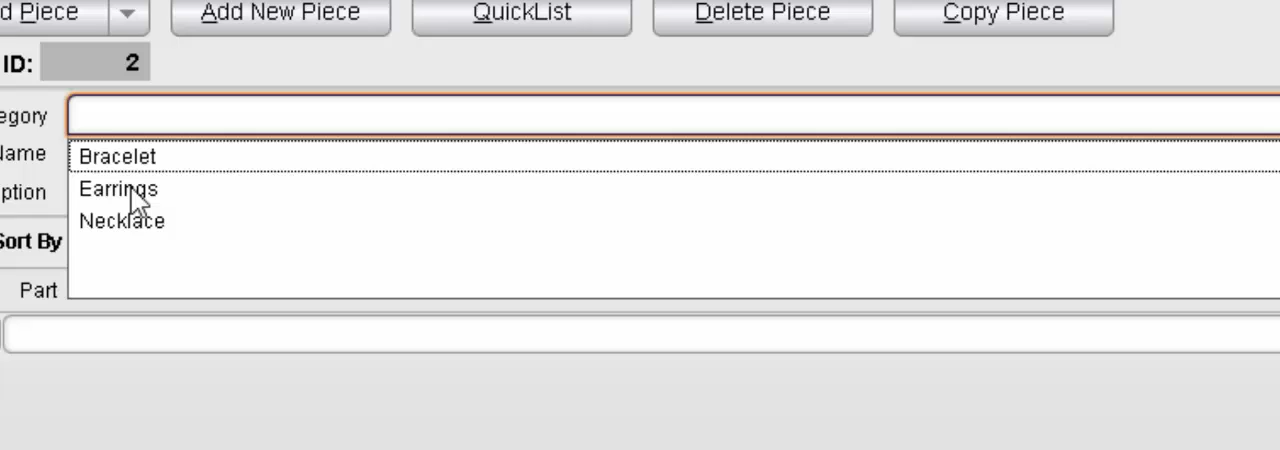 d Piece Add New Piece QuickList Delete Piece Copy Piece
ID: 2
egory
Bracelet
Name
Earrings
ption
Necklace
Sort By
Part